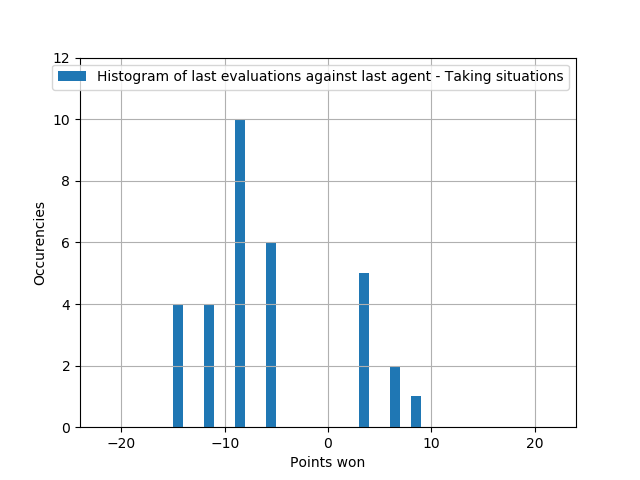 12
Histogram of last evaluations against last agent - Taking situations
10
8
6
4
2
0
Occurencies
−20 −10 0 10 20
Points won